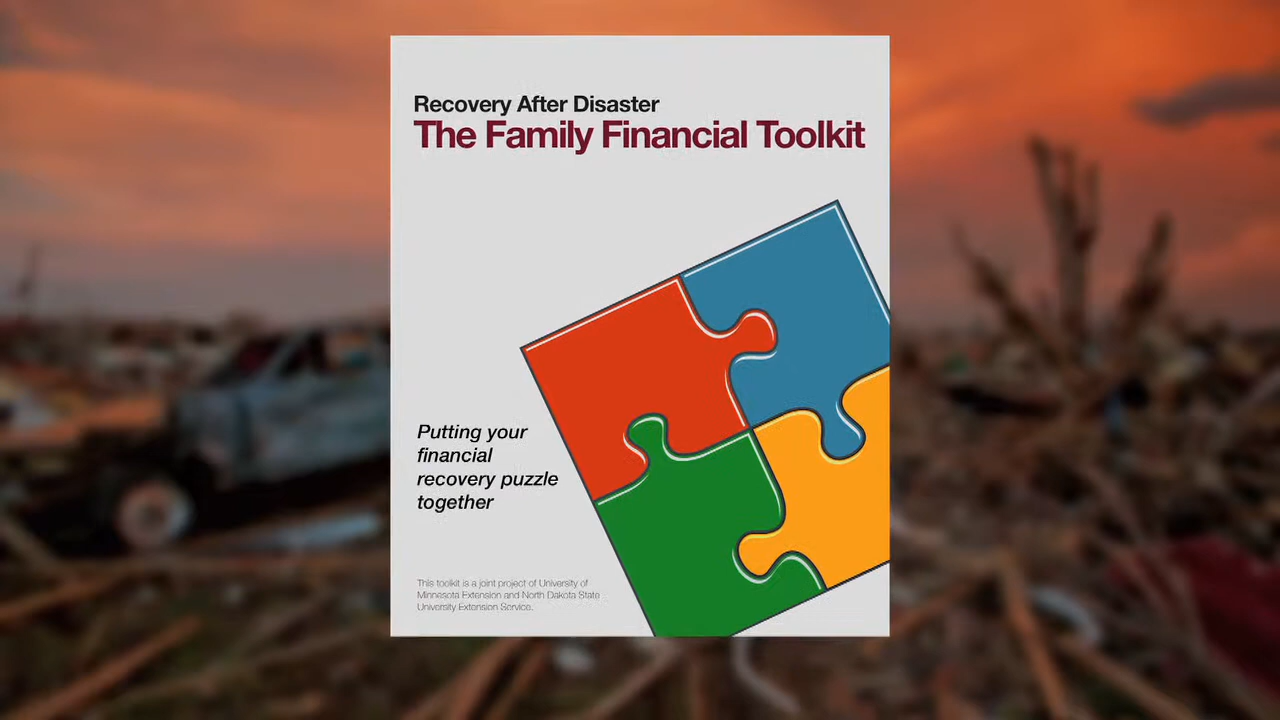 Recovery After Disaster
The Family Financial Toolkit
Putting your
financial
recovery puzzle
together
This toolkit is a joint project of University of
Minnesota Extension and North Dakota State
University Extension Service.